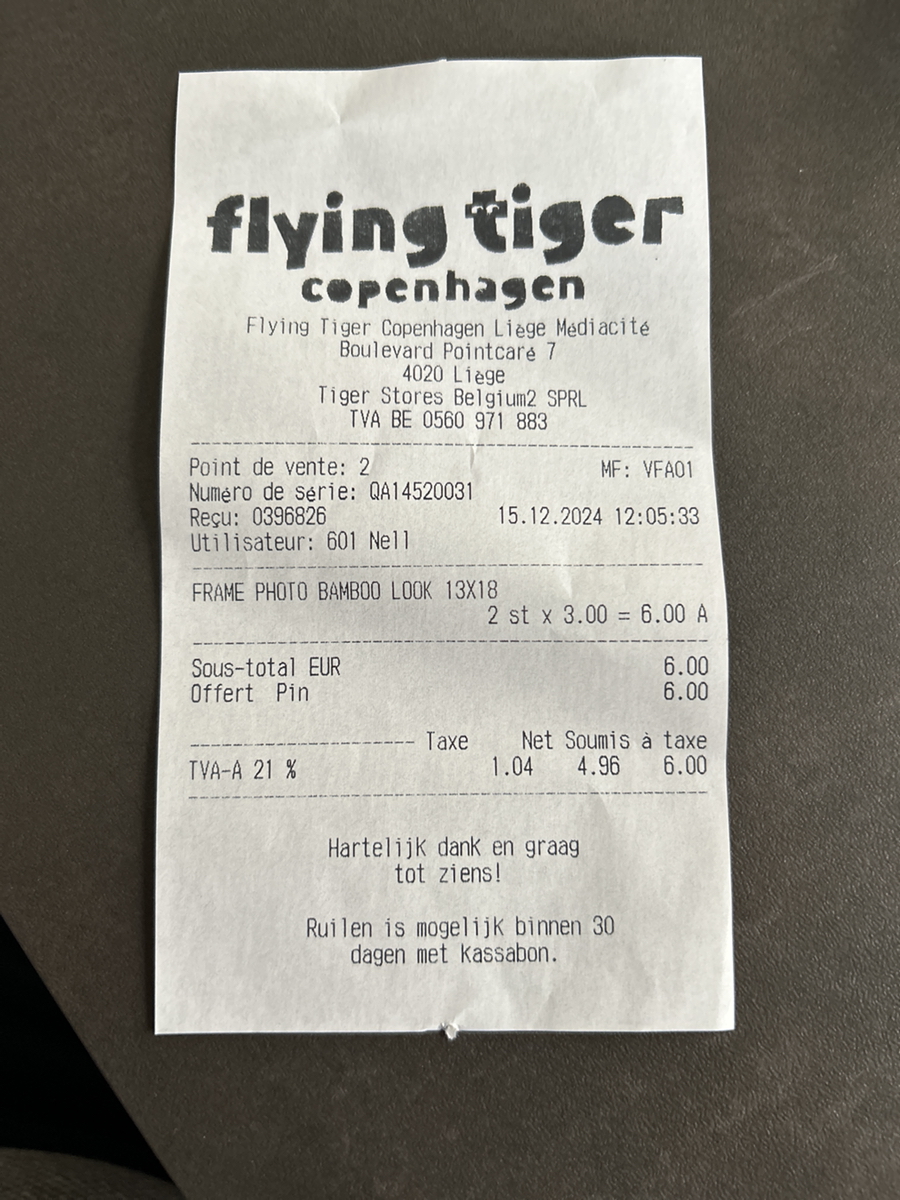 flying tiger
copenhagen
Flying Tiger Copenhagen Liège Médiacité
Boulevard Pointcaré 7
4020 Liège
Tiger Stores Belgium2 SPRL
TVA BE 0560 971 883
Point de vente: 2 MF: VFA01
Numéro de série: QA14520031
Reçu: 0396826 15.12.2024 12:05:33
Utilisateur: 601 Nell
FRAME PHOTO BAMBOO LOOK 13X18
2 st x 3.00 = 6.00 A
Sous-total EUR 6.00
Offert Pin 6.00
Taxe Net Soumis à taxe
TVA-A 21 % 1.04 4.96 6.00
Hartelijk dank en graag
tot ziens!
Ruilen is mogelijk binnen 30
dagen met kassabon.